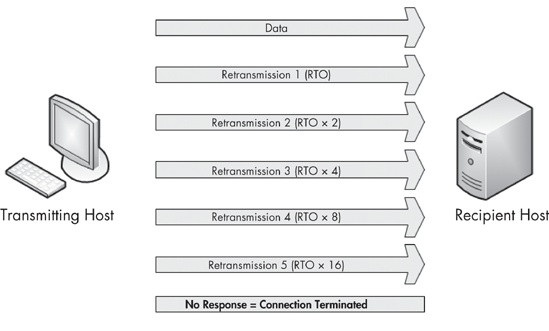 Data
Retransmission 1 (RTO)
Retransmission 2 (RTO × 2)
Retransmission 3 (RTO × 4)
Transmitting Host
Recipient Host
Retransmission 4 (RTO × 8)
Retransmission 5 (RTO × 16)
No Response = Connection Terminated